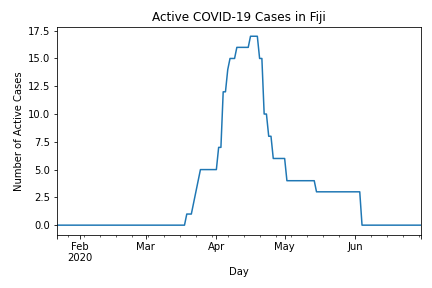 Active COVID-19 Cases in Fiji
17.5
15.0
12.5
10.0
7.5
5.0
2.5
0.0
Number of Active Cases
Feb
2020
Mar
Apr
May
Jun
Day